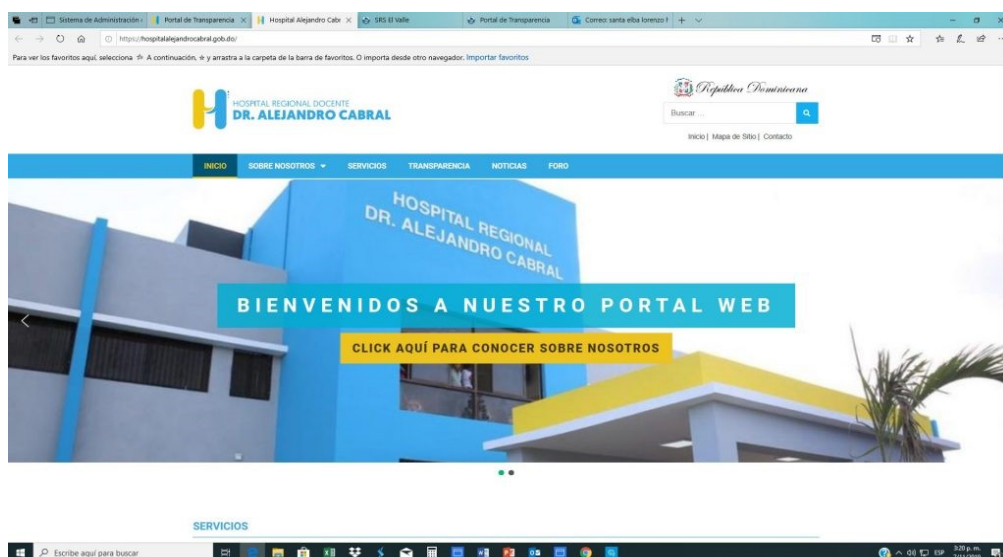 Sistema de Administración
Portal de Transparencia
Hospital Alejandro Cabr
SRS El Valle
Portal de Transparencia
Correo: santa elba lorenzo
https://hospitalalejandrocabral.gob.do/
Para ver los favoritos aquí, selecciona A continuación, y arrastra a la carpeta de la barra de favoritos. O importa desde otro navegador. Importar favoritos
República Dominicana
HOSPITAL REGIONAL DOCENTE
DR. ALEJANDRO CABRAL
Buscar ...
Inicio | Mapa de Sitio | Contacto
INICIO SOBRE NOSOTROS SERVICIOS TRANSPARENCIA NOTICIAS FORO
HOSPITAL REGIONAL
DR. ALEJANDRO CABRAL
BIENVENIDOS A NUESTRO PORTAL WEB
CLICK AQUÍ PARA CONOCER SOBRE NOSOTROS
SERVICIOS
Escribe aquí para buscar
ESP
3:20 p. m.